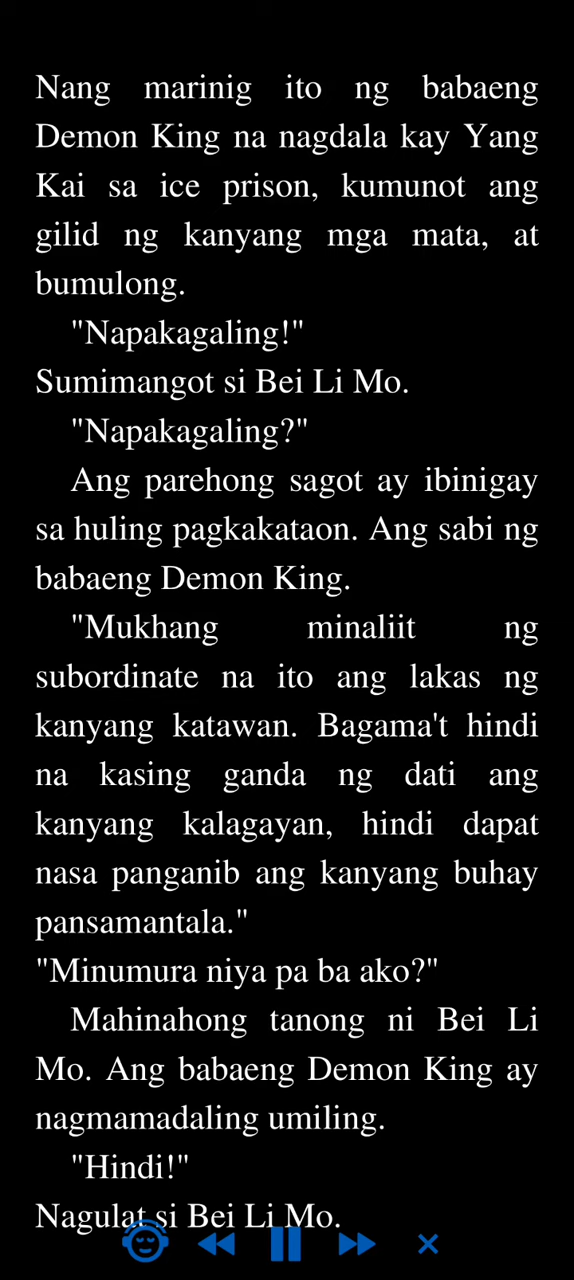 Nang marinig ito ng babaeng
Demon King na nagdala kay Yang
Kai sa ice prison, kumunot ang
gilid ng kanyang mga mata, at
bumulong.
"Napakagaling!"
Sumimangot si Bei Li Mo.
"Napakagaling?"
Ang parehong sagot ay ibinigay
sa huling pagkakataon. Ang sabi ng
babaeng Demon King.
"Mukhang minaliit ng
subordinate na ito ang lakas ng
kanyang katawan. Bagama't hindi
na kasing ganda ng dati ang
kanyang kalagayan, hindi dapat
nasa panganib ang kanyang buhay
pansamantala."
"Minumura niya pa ba ako?"
Mahinahong tanong ni Bei Li
Mo. Ang babaeng Demon King ay
nagmamadaling umiling.
"Hindi!"
Nagulat si Bei Li Mo.